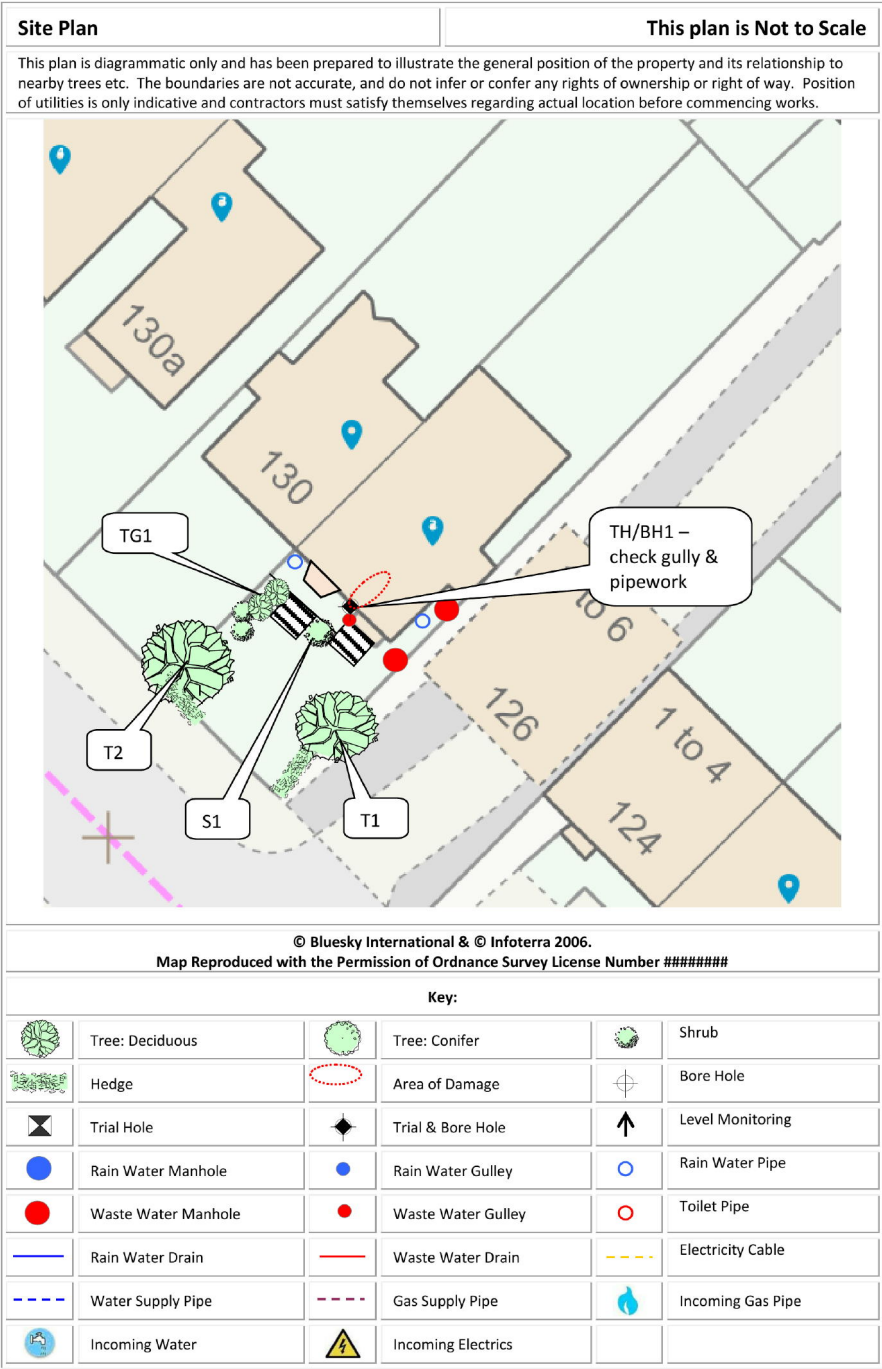 Site Plan
This plan is Not to Scale
This plan is diagrammatic only and has been prepared to illustrate the general position of the property and its relationship to
nearby trees etc. The boundaries are not accurate, and do not infer or confer any rights of ownership or right of way. Position
of utilities is only indicative and contractors must satisfy themselves regarding actual location before commencing works.
130a
130
TG1
TH/BH1 –
check gully &
pipework
to 6
126
1 to 4
124
T2
S1
T1
© Bluesky International & © Infoterra 2006.
Map Reproduced with the Permission of Ordnance Survey License Number ########
Key:
Tree: Deciduous
Tree: Conifer
Shrub
Hedge
Area of Damage
Bore Hole
Trial Hole
Trial & Bore Hole
Level Monitoring
Rain Water Manhole
Rain Water Gulley
Rain Water Pipe
Waste Water Manhole
Waste Water Gulley
Toilet Pipe
Rain Water Drain
Waste Water Drain
Electricity Cable
Water Supply Pipe
Gas Supply Pipe
Incoming Gas Pipe
Incoming Water
Incoming Electrics